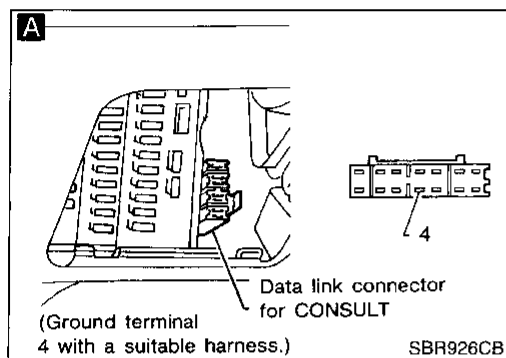 A
4
Data link connector
for CONSULT
(Ground terminal
4 with a suitable harness.)
SBR926CB